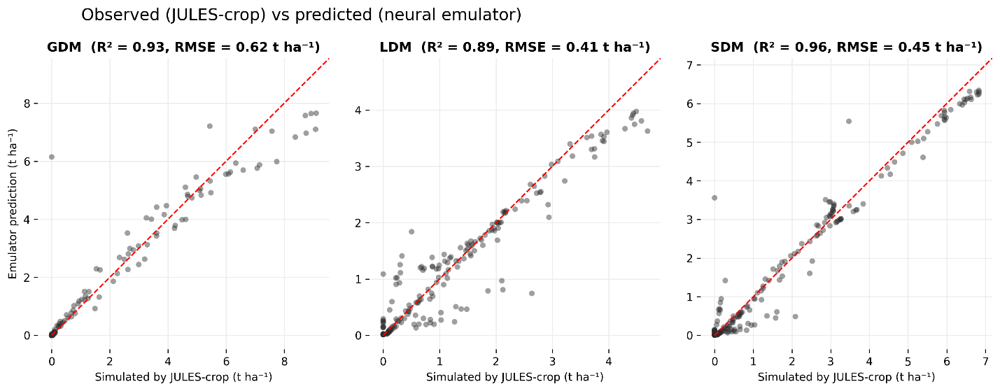 Observed (JULES-crop) vs predicted (neural emulator)
GDM  (R² = 0.93, RMSE = 0.62 t ha⁻¹)
LDM  (R² = 0.89, RMSE = 0.41 t ha⁻¹)
SDM  (R² = 0.96, RMSE = 0.45 t ha⁻¹)
Emulator prediction (t ha⁻¹)
8
6
4
2
0
0 2 4 6 8
Simulated by JULES-crop (t ha⁻¹)
4
3
2
1
0
0 1 2 3 4
Simulated by JULES-crop (t ha⁻¹)
7
6
5
4
3
2
1
0
0 1 2 3 4 5 6 7
Simulated by JULES-crop (t ha⁻¹)